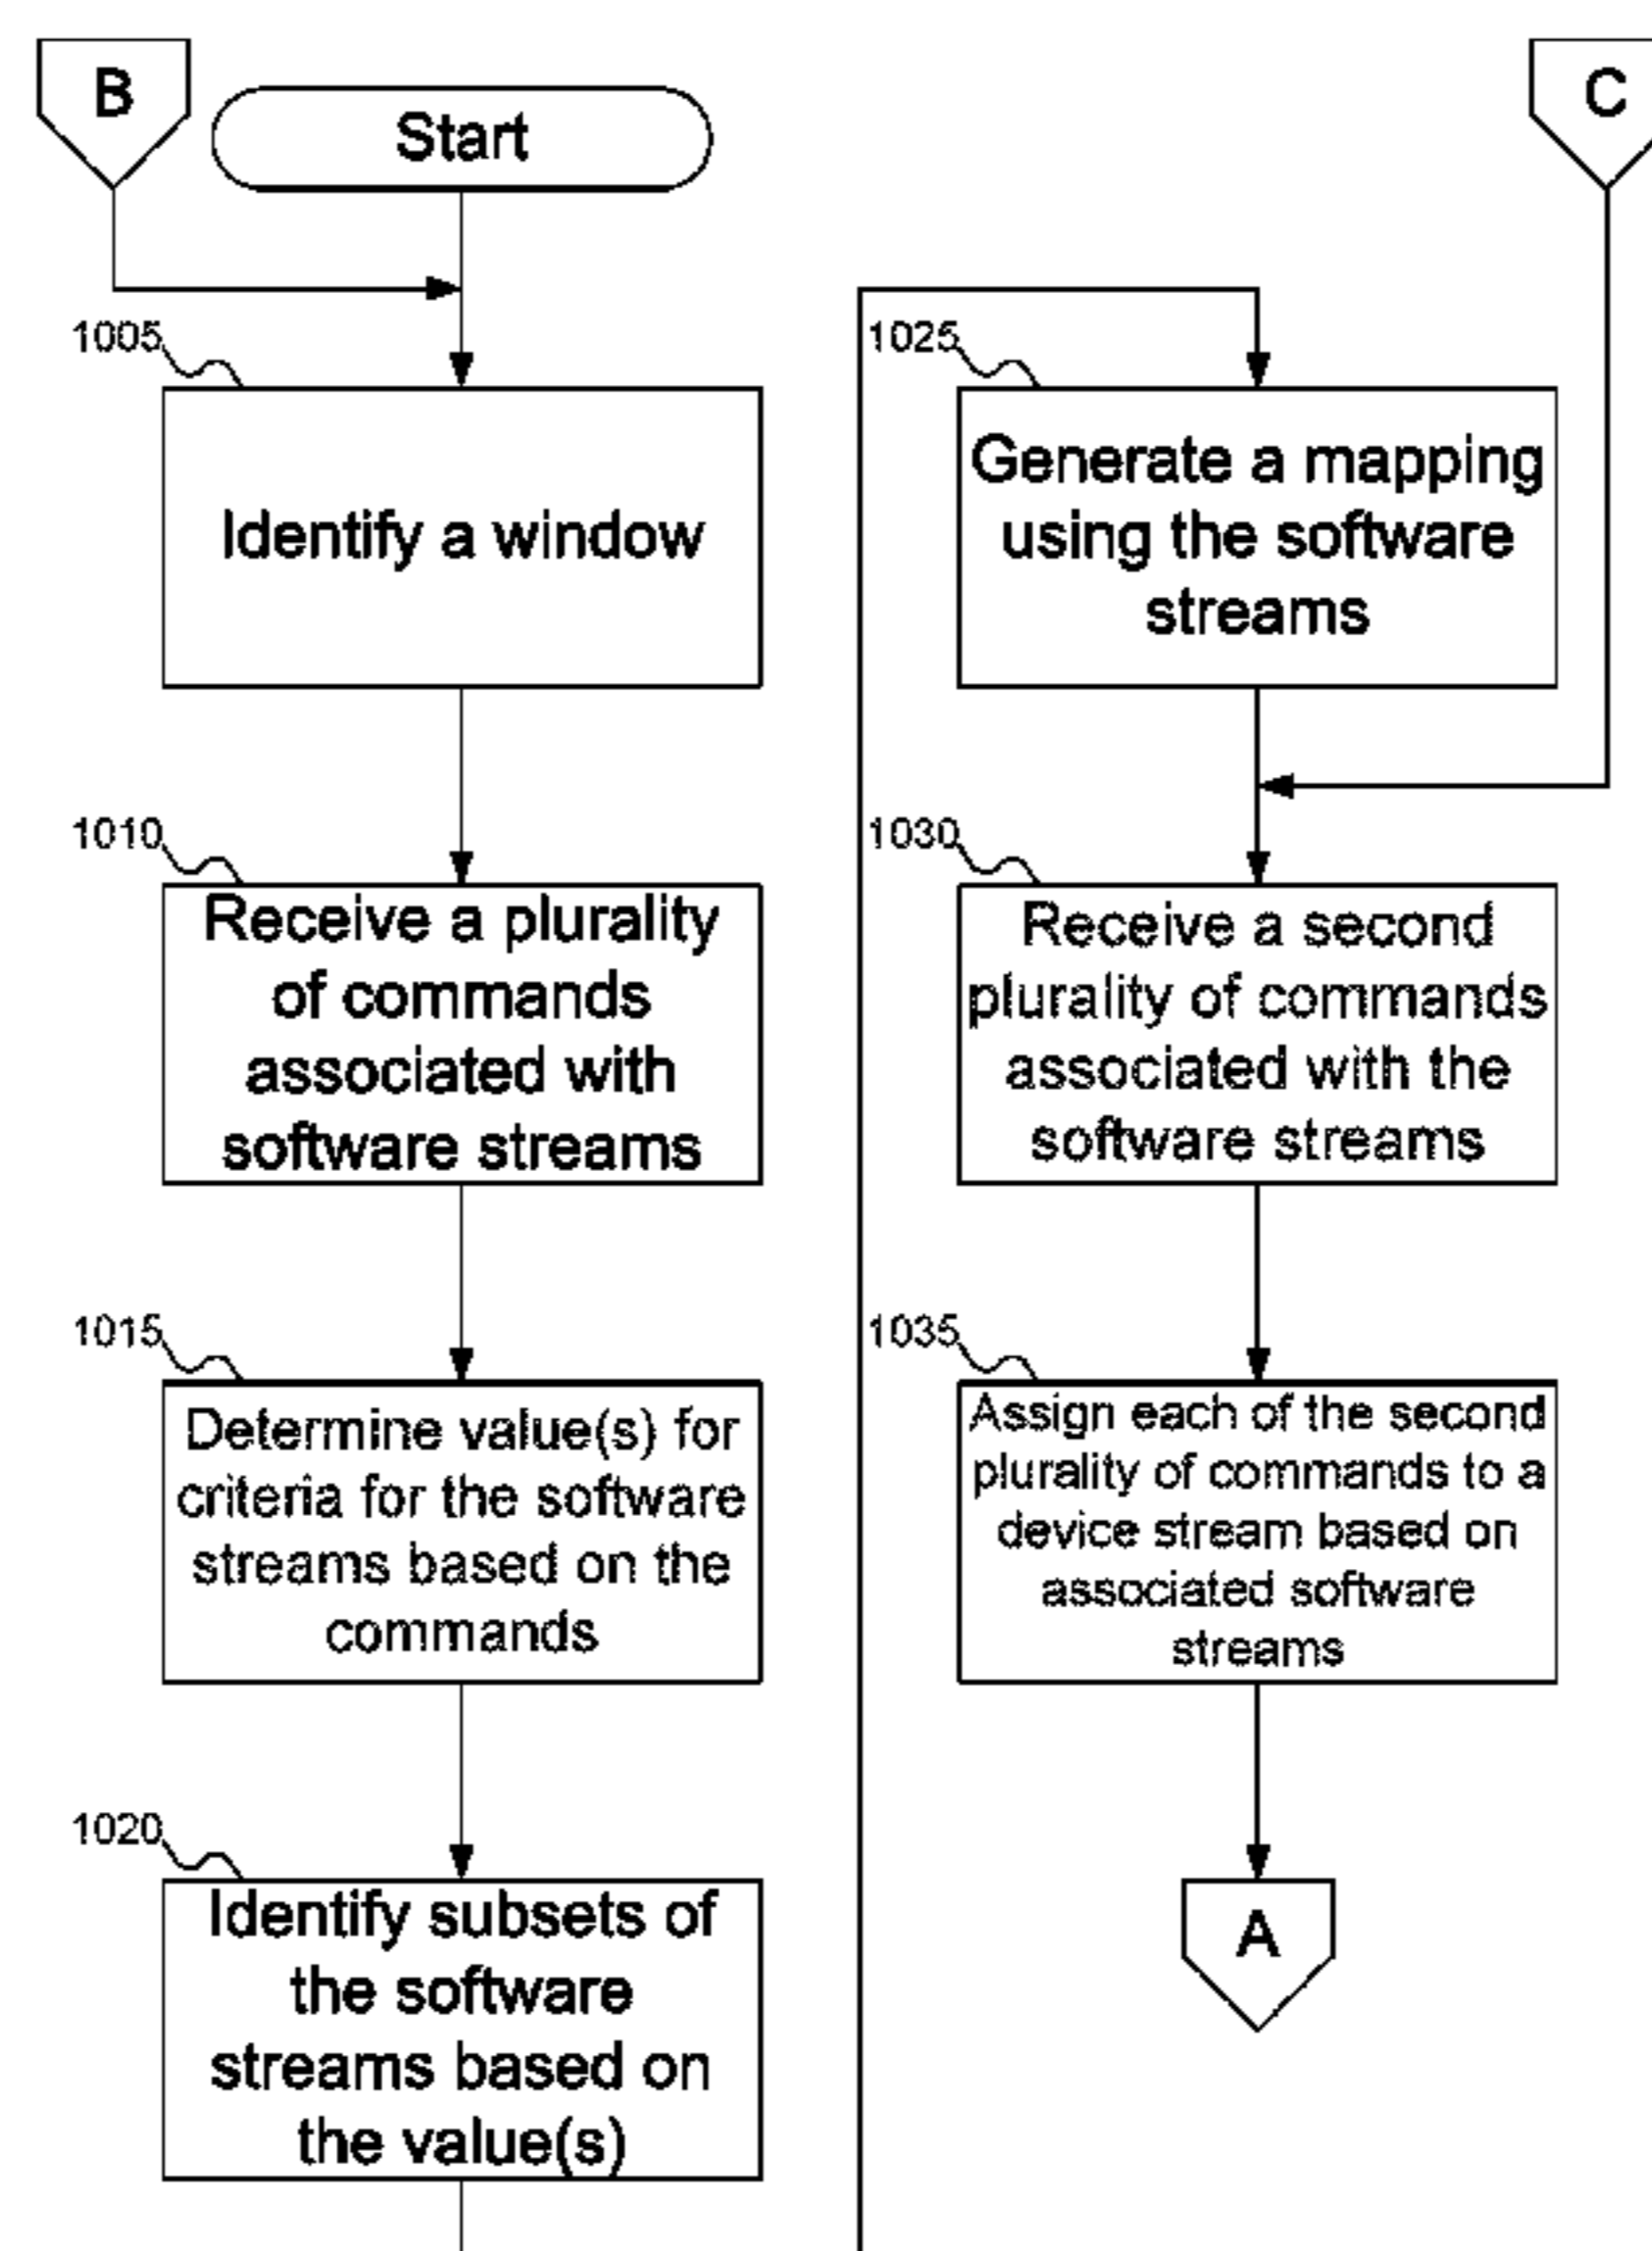 B
Start
1005
Identify a window
1010
Receive a plurality
of commands
associated with
software streams
1015
Determine value(s) for
criteria for the software
streams based on the
commands
1020
Identify subsets of
the software
streams based on
the value(s)
C
1025
Generate a mapping
using the software
streams
1030
Receive a second
plurality of commands
associated with the
software streams
1035
Assign each of the second
plurality of commands to a
device stream based on
associated software
streams
A